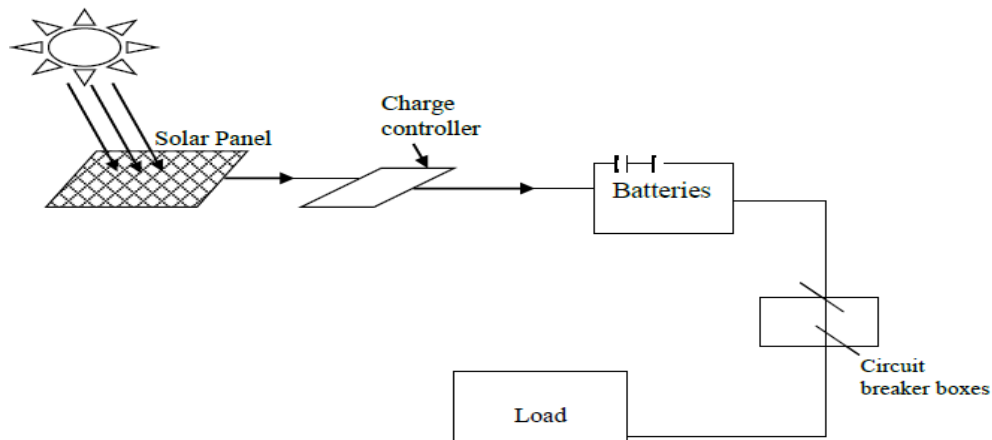 Solar Panel
Charge
controller
Batteries
Circuit
breaker boxes
Load